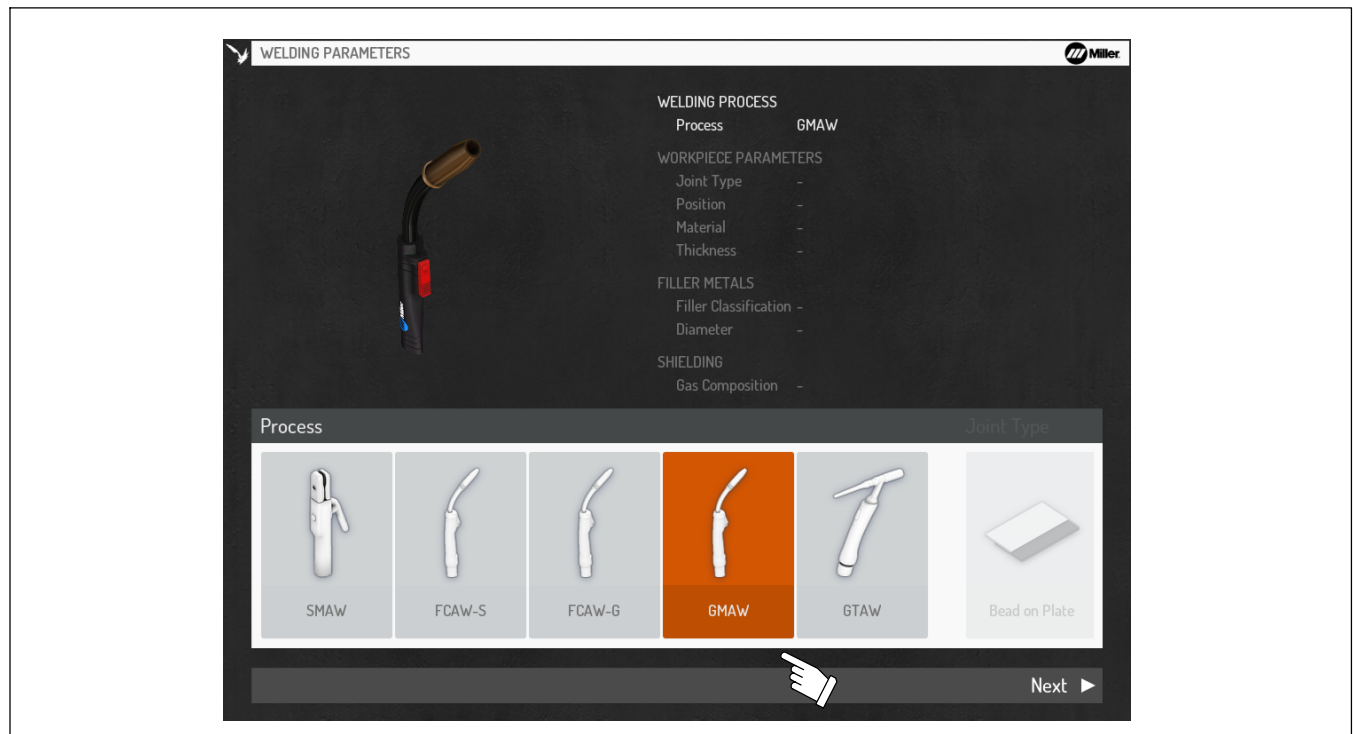 WELDING PARAMETERS
Miller
WELDING PROCESS
Process GMAW
WORKPIECE PARAMETERS
Joint Type -
Position -
Material -
Thickness -
FILLER METALS
Filler Classification -
Diameter -
SHIELDING
Gas Composition -
Miller
Process Joint Type
SMAW FCAW-S FCAW-G GMAW GTAW Bead on Plate
Next ►